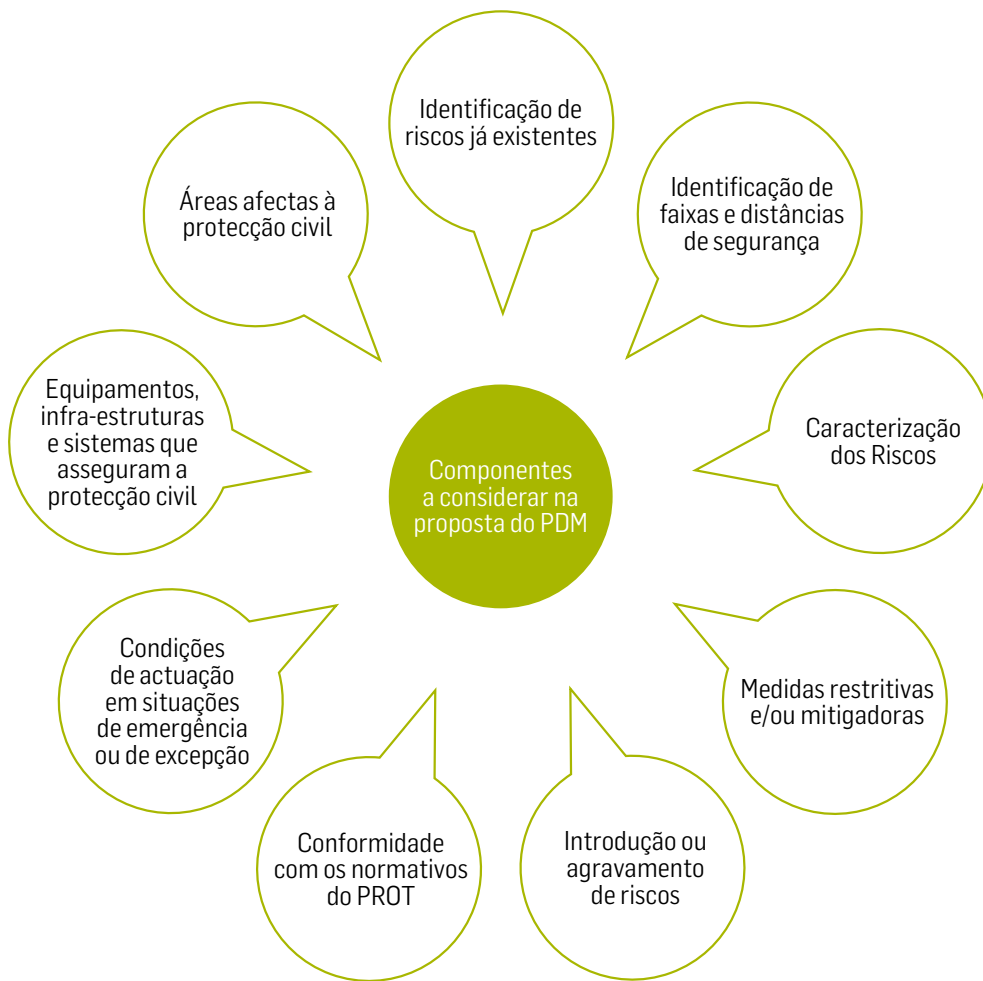 Identificação de
riscos já existentes
Identificação de
faixas e distâncias
de segurança
Caracterização
dos Riscos
Medidas restritivas
e/ou mitigadoras
Introdução ou
agravamento
de riscos
Conformidade
com os normativos
do PROT
Condições
de actuação
em situações
de emergência
ou de excepção
Equipamentos,
infra-estruturas
e sistemas que
asseguram a
protecção civil
Áreas afectas à
protecção civil
Componentes
a considerar na
proposta do PDM